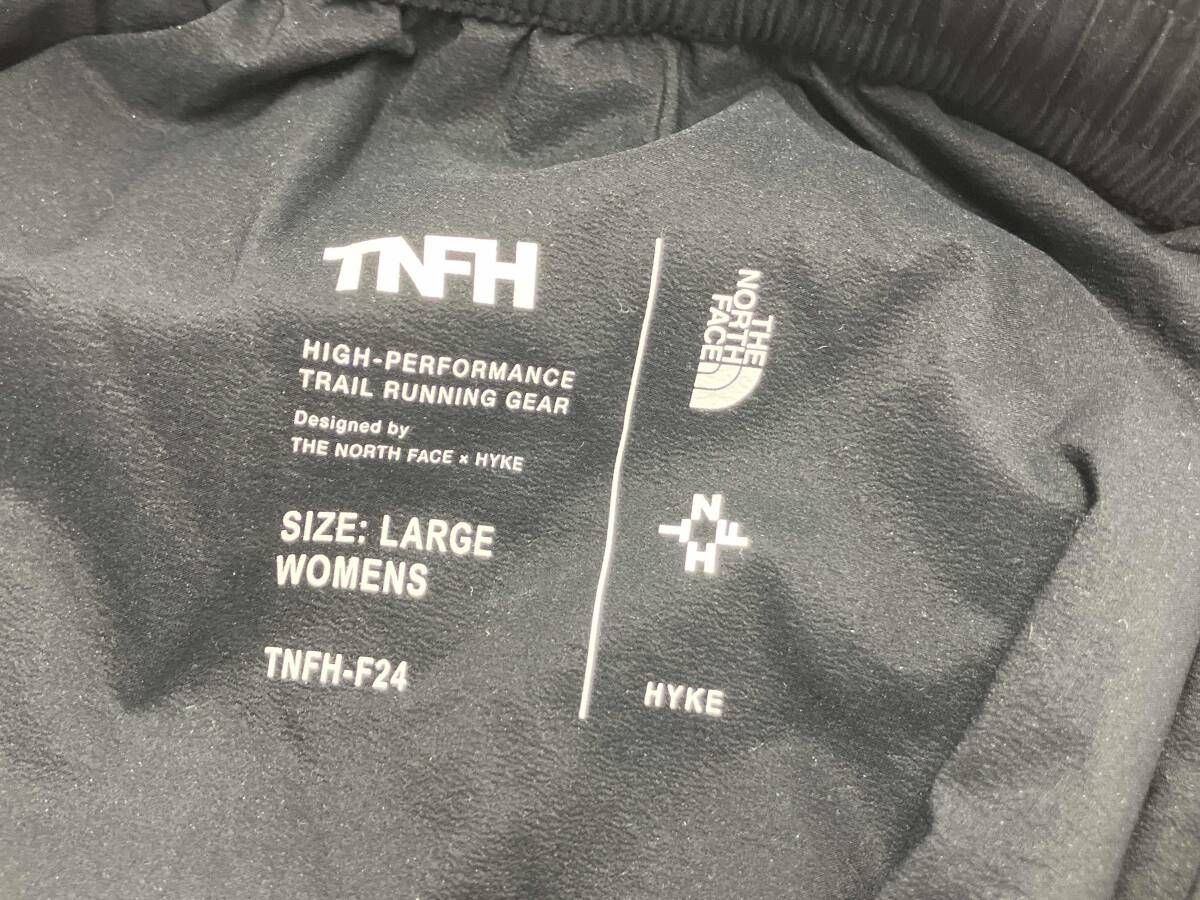 TNFH
HIGH-PERFORMANCE
TRAIL RUNNING GEAR
Designed by
THE NORTH FACE × HYKE
SIZE: LARGE
WOMENS
TNFH-F24
THE
NORTH
FACE
N
T F
H
HYKE